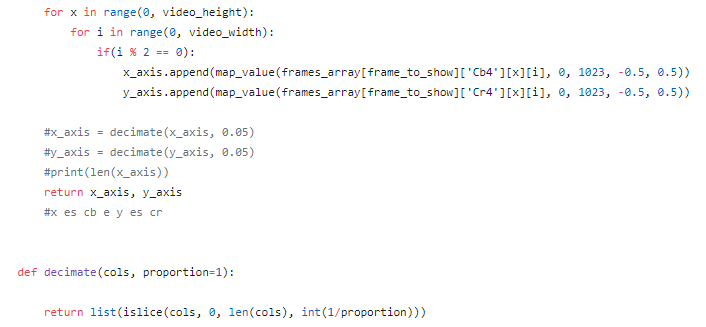 for x in range(0, video_height):
for i in range(0, video_width):
if(i % 2 == 0):
x_axis.append(map_value(frames_array[frame_to_show]['Cb4'][x][i], 0, 1023, -0.5, 0.5))
y_axis.append(map_value(frames_array[frame_to_show]['Cr4'][x][i], 0, 1023, -0.5, 0.5))
#x_axis = decimate(x_axis, 0.05)
#y_axis = decimate(y_axis, 0.05)
#print(len(x_axis))
return x_axis, y_axis
#x es cb e y es cr
def decimate(cols, proportion=1):
return list(islice(cols, 0, len(cols), int(1/proportion)))